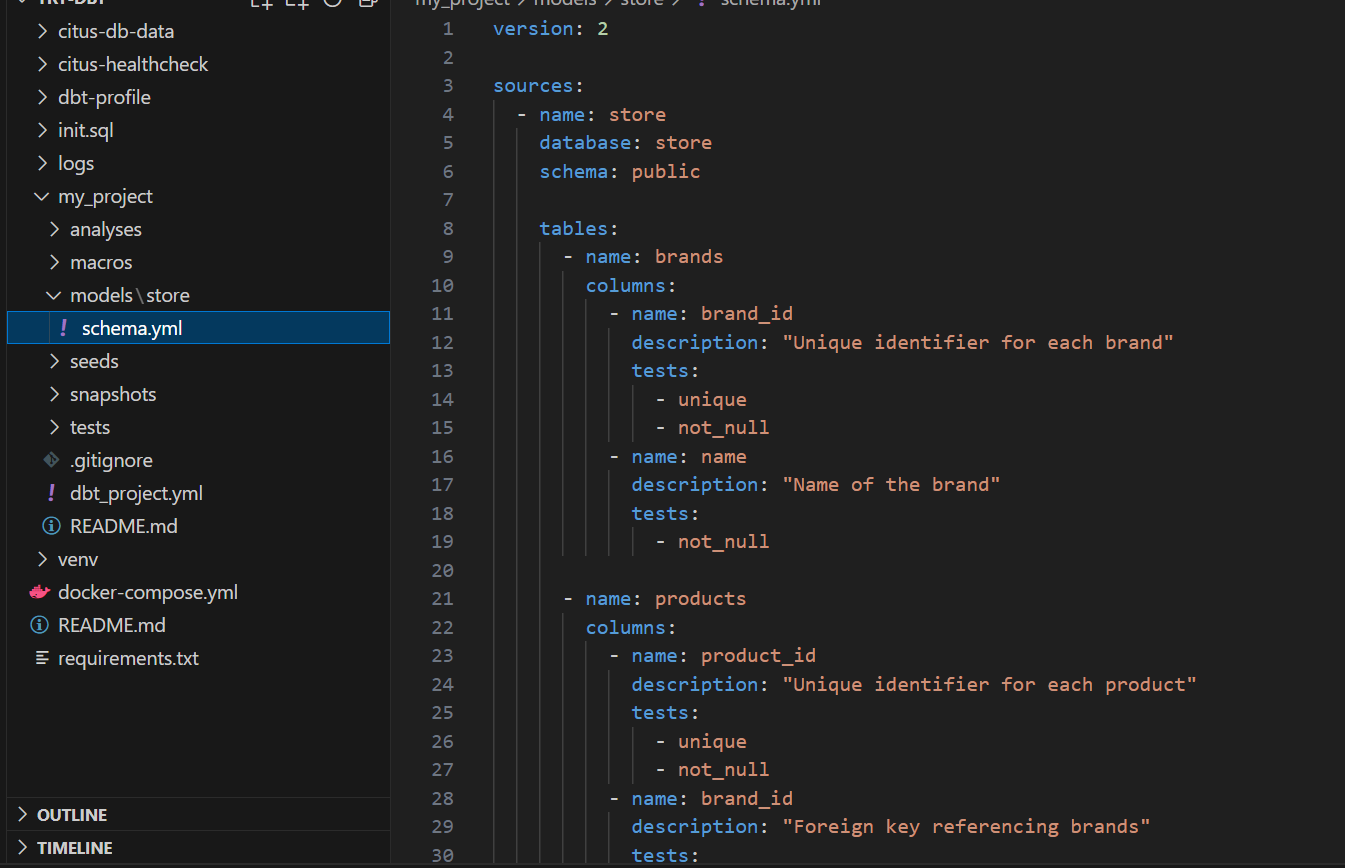 TRY-DBT
citus-db-data
citus-healthcheck
dbt-profile
init.sql
logs
my_project
analyses
macros
models\store
! schema.yml
seeds
snapshots
tests
.gitignore
! dbt_project.yml
README.md
venv
docker-compose.yml
README.md
requirements.txt
OUTLINE
TIMELINE
my_project > models > store > ! schema.yml
1 version: 2
2
3 sources:
4 - name: store
5 database: store
6 schema: public
7
8 tables:
9 - name: brands
10 columns:
11 - name: brand_id
12 description: "Unique identifier for each brand"
13 tests:
14 - unique
15 - not_null
16 - name: name
17 description: "Name of the brand"
18 tests:
19 - not_null
20
21 - name: products
22 columns:
23 - name: product_id
24 description: "Unique identifier for each product"
25 tests:
26 - unique
27 - not_null
28 - name: brand_id
29 description: "Foreign key referencing brands"
30 tests: